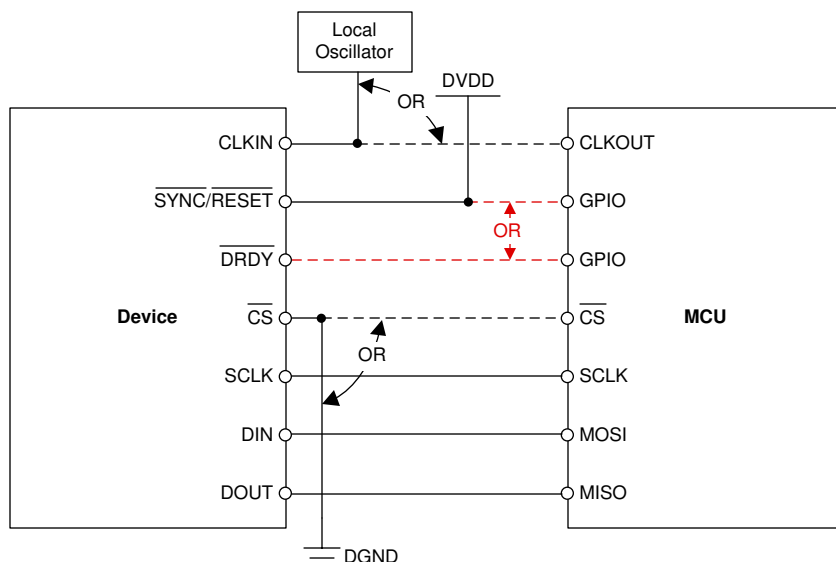 Local
Oscillator
OR
DVDD
CLKIN
CLKOUT
SYNC/RESET
GPIO
OR
DRDY
GPIO
Device
CS
CS
MCU
OR
SCLK
SCLK
DIN
MOSI
DOUT
MISO
DGND